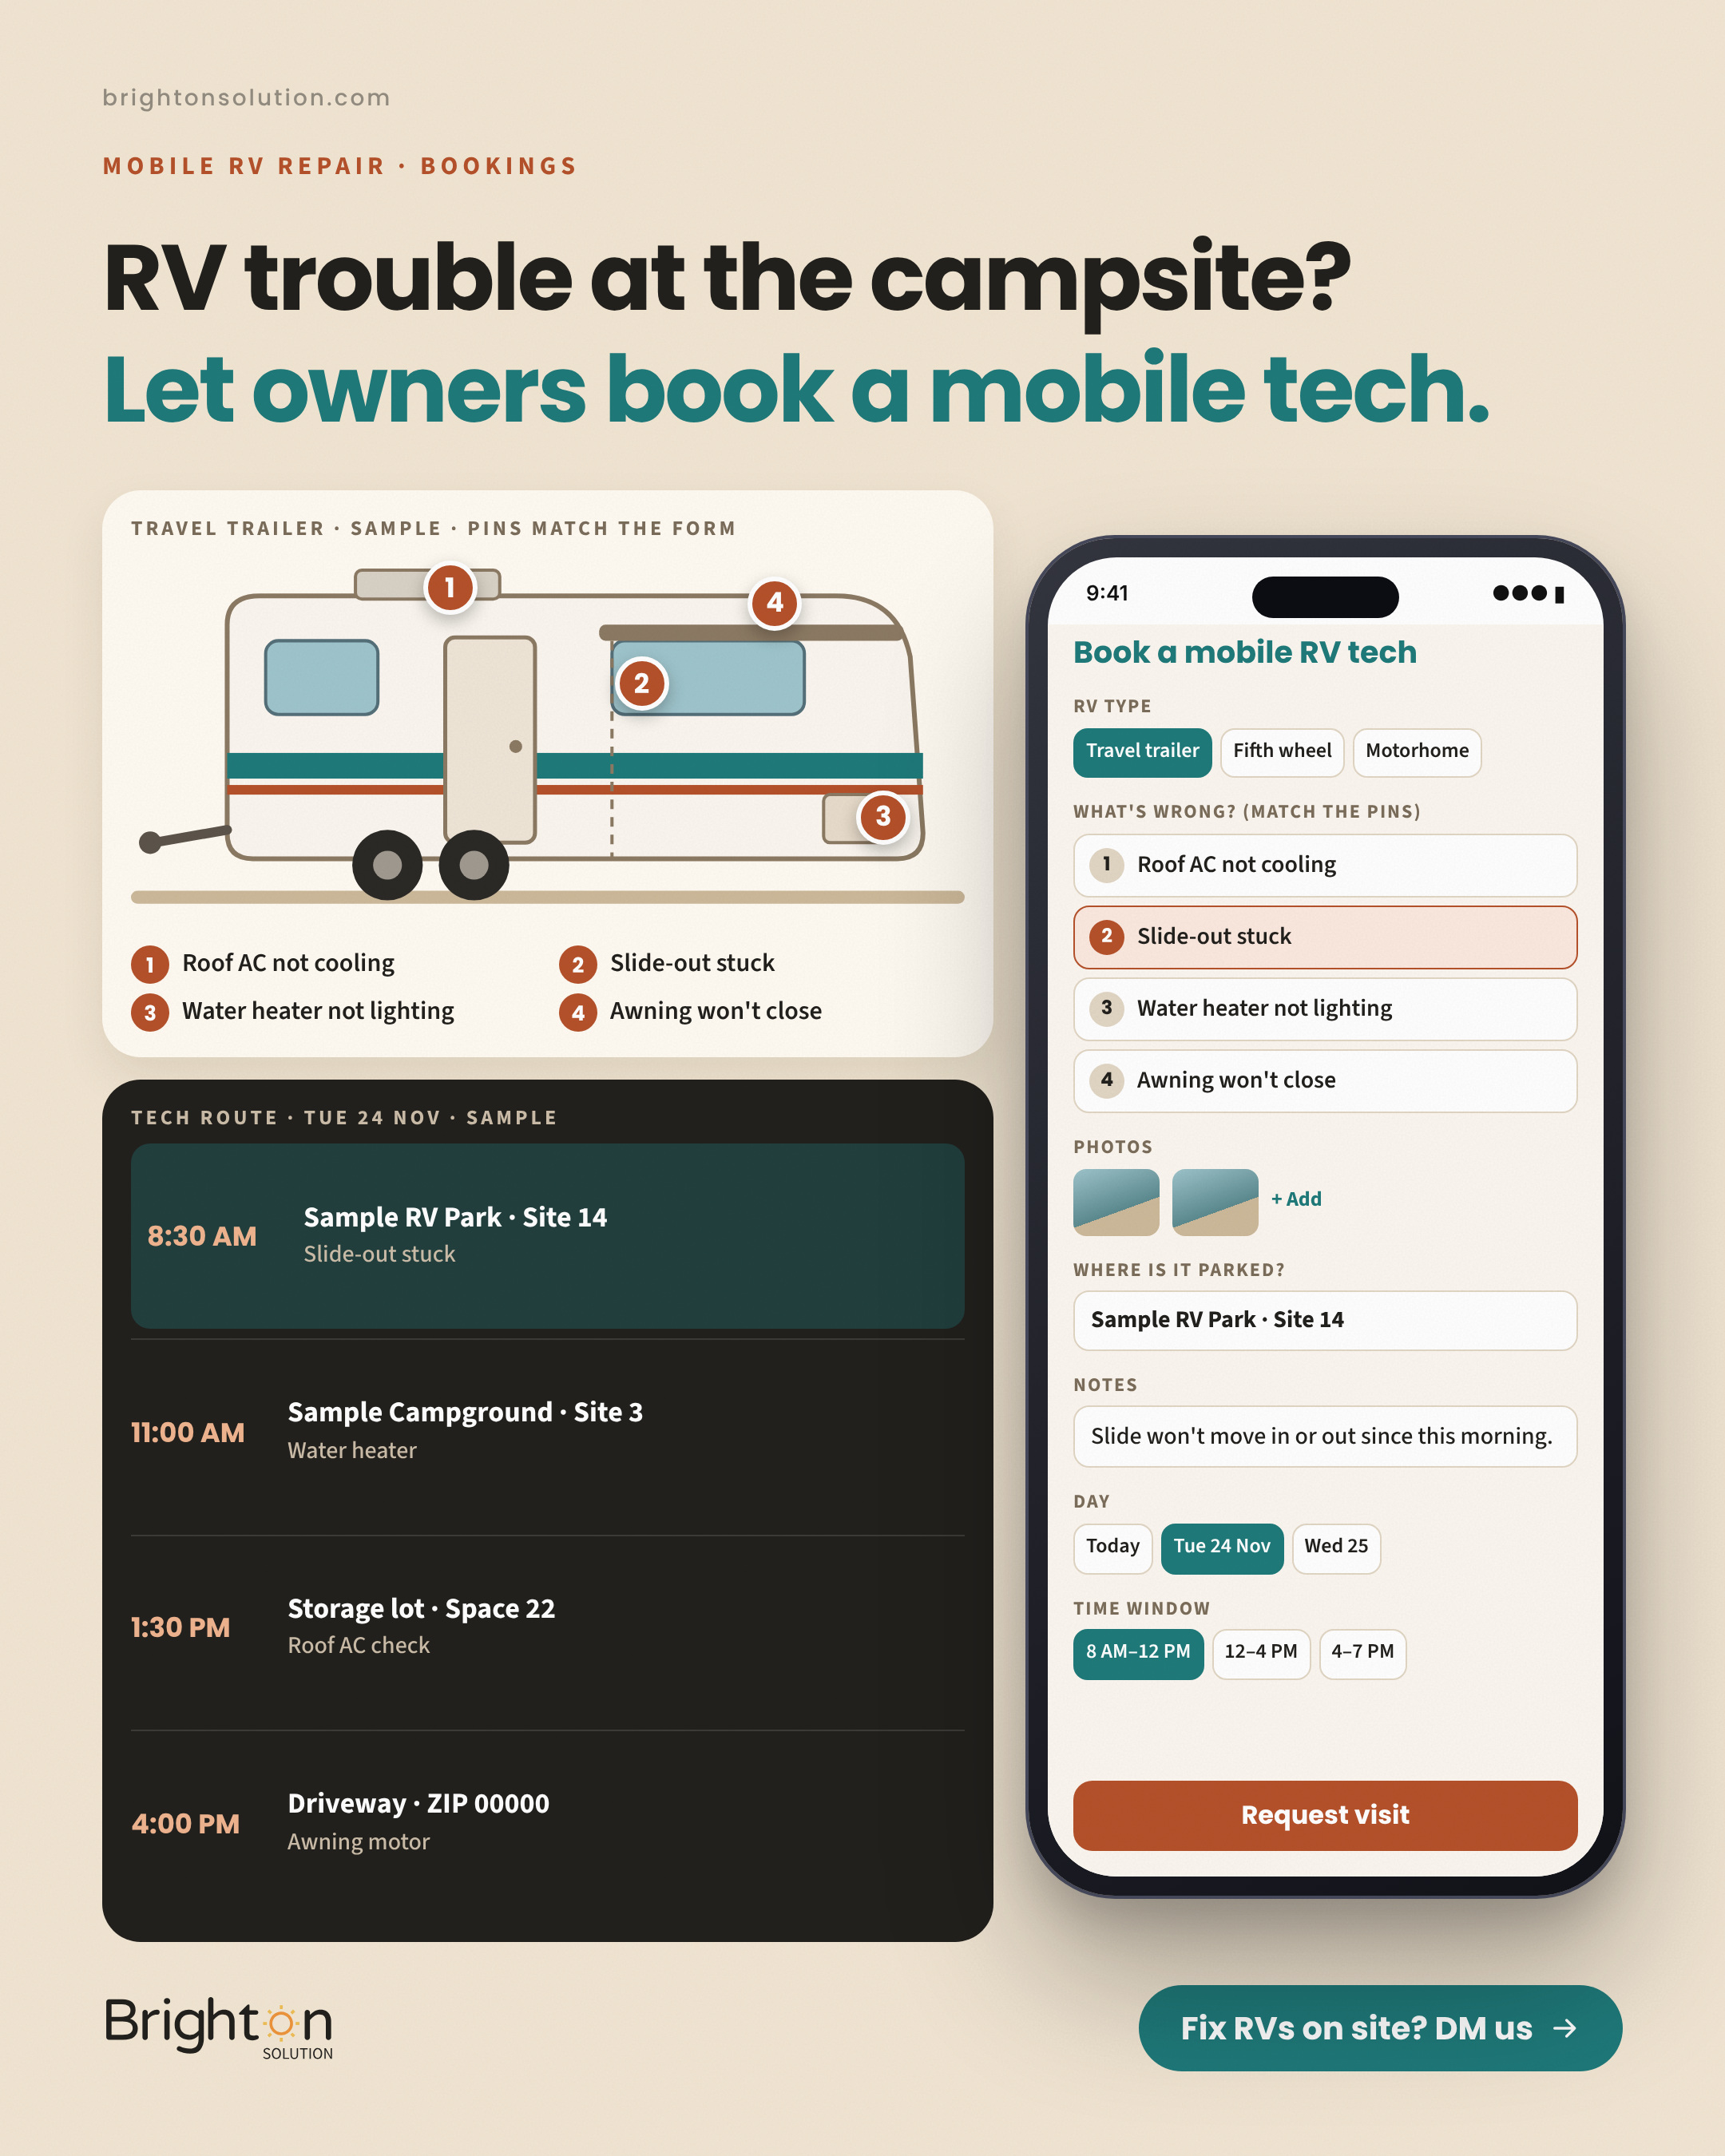 brightonsolution.com
MOBILE RV REPAIR · BOOKINGS
RV trouble at the campsite?
Let owners book a mobile tech.
TRAVEL TRAILER · SAMPLE · PINS MATCH THE FORM
1
4
2
3
1 Roof AC not cooling
2 Slide-out stuck
3 Water heater not lighting
4 Awning won't close
TECH ROUTE · TUE 24 NOV · SAMPLE
8:30 AM
Sample RV Park · Site 14
Slide-out stuck
11:00 AM
Sample Campground · Site 3
Water heater
1:30 PM
Storage lot · Space 22
Roof AC check
4:00 PM
Driveway · ZIP 00000
Awning motor
9:41
Book a mobile RV tech
RV TYPE
Travel trailer
Fifth wheel
Motorhome
WHAT'S WRONG? (MATCH THE PINS)
1 Roof AC not cooling
2 Slide-out stuck
3 Water heater not lighting
4 Awning won't close
PHOTOS
+ Add
WHERE IS IT PARKED?
Sample RV Park · Site 14
NOTES
Slide won't move in or out since this morning.
DAY
Today
Tue 24 Nov
Wed 25
TIME WINDOW
8 AM–12 PM
12–4 PM
4–7 PM
Request visit
Brighton
SOLUTION
Fix RVs on site? DM us →